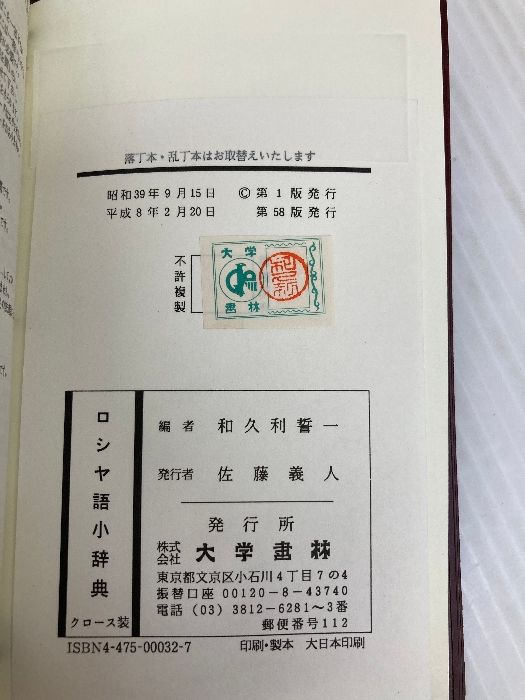 落丁本・乱丁本はお取替えいたします
昭和39年9月15日 ©第1版発行
平成8年2月20日 第58版発行
不許複製
大学
書林
ロシヤ語小辞典
クロース装
編者 和久利誓一
発行者 佐藤義人
発行所
株式会社 大学書林
東京都文京区小石川4丁目7の4
振替口座 00120-8-43740
電話 (03) 3812-6281〜3番
郵便番号112
ISBN4-475-00032-7 印刷・製本 大日本印刷